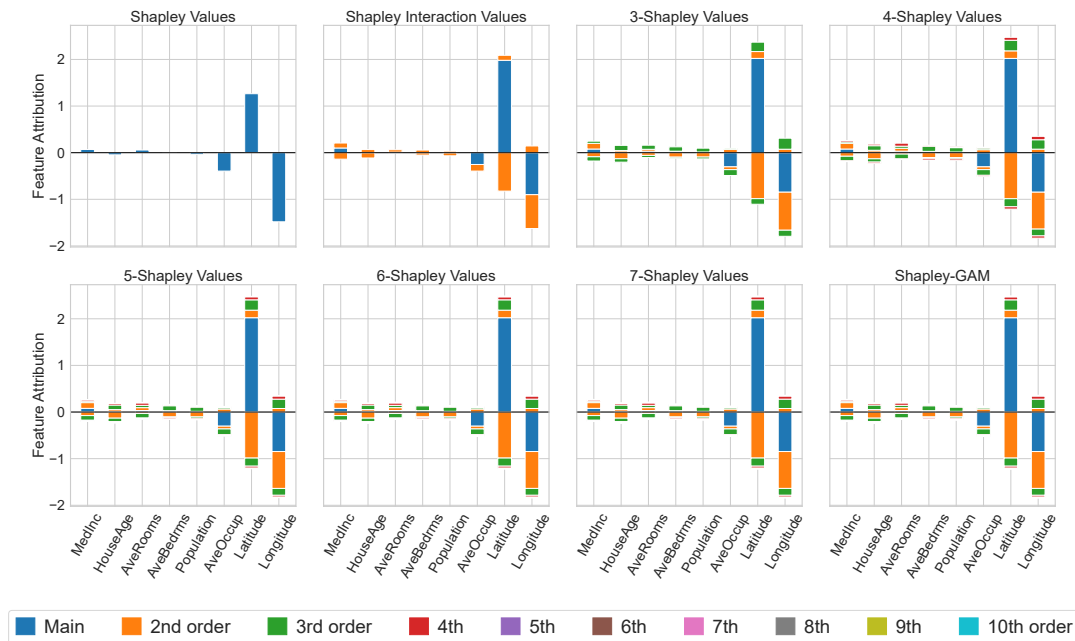 Shapley Values
Shapley Interaction Values
3-Shapley Values
4-Shapley Values
Feature Attribution
2
1
0
−1
−2
5-Shapley Values
6-Shapley Values
7-Shapley Values
Shapley-GAM
Feature Attribution
2
1
0
−1
−2
MedInc HouseAge AveRooms AveBedrms Population AveOccup Latitude Longitude
MedInc HouseAge AveRooms AveBedrms Population AveOccup Latitude Longitude
MedInc HouseAge AveRooms AveBedrms Population AveOccup Latitude Longitude
MedInc HouseAge AveRooms AveBedrms Population AveOccup Latitude Longitude
Main 2nd order 3rd order 4th 5th 6th 7th 8th 9th 10th order